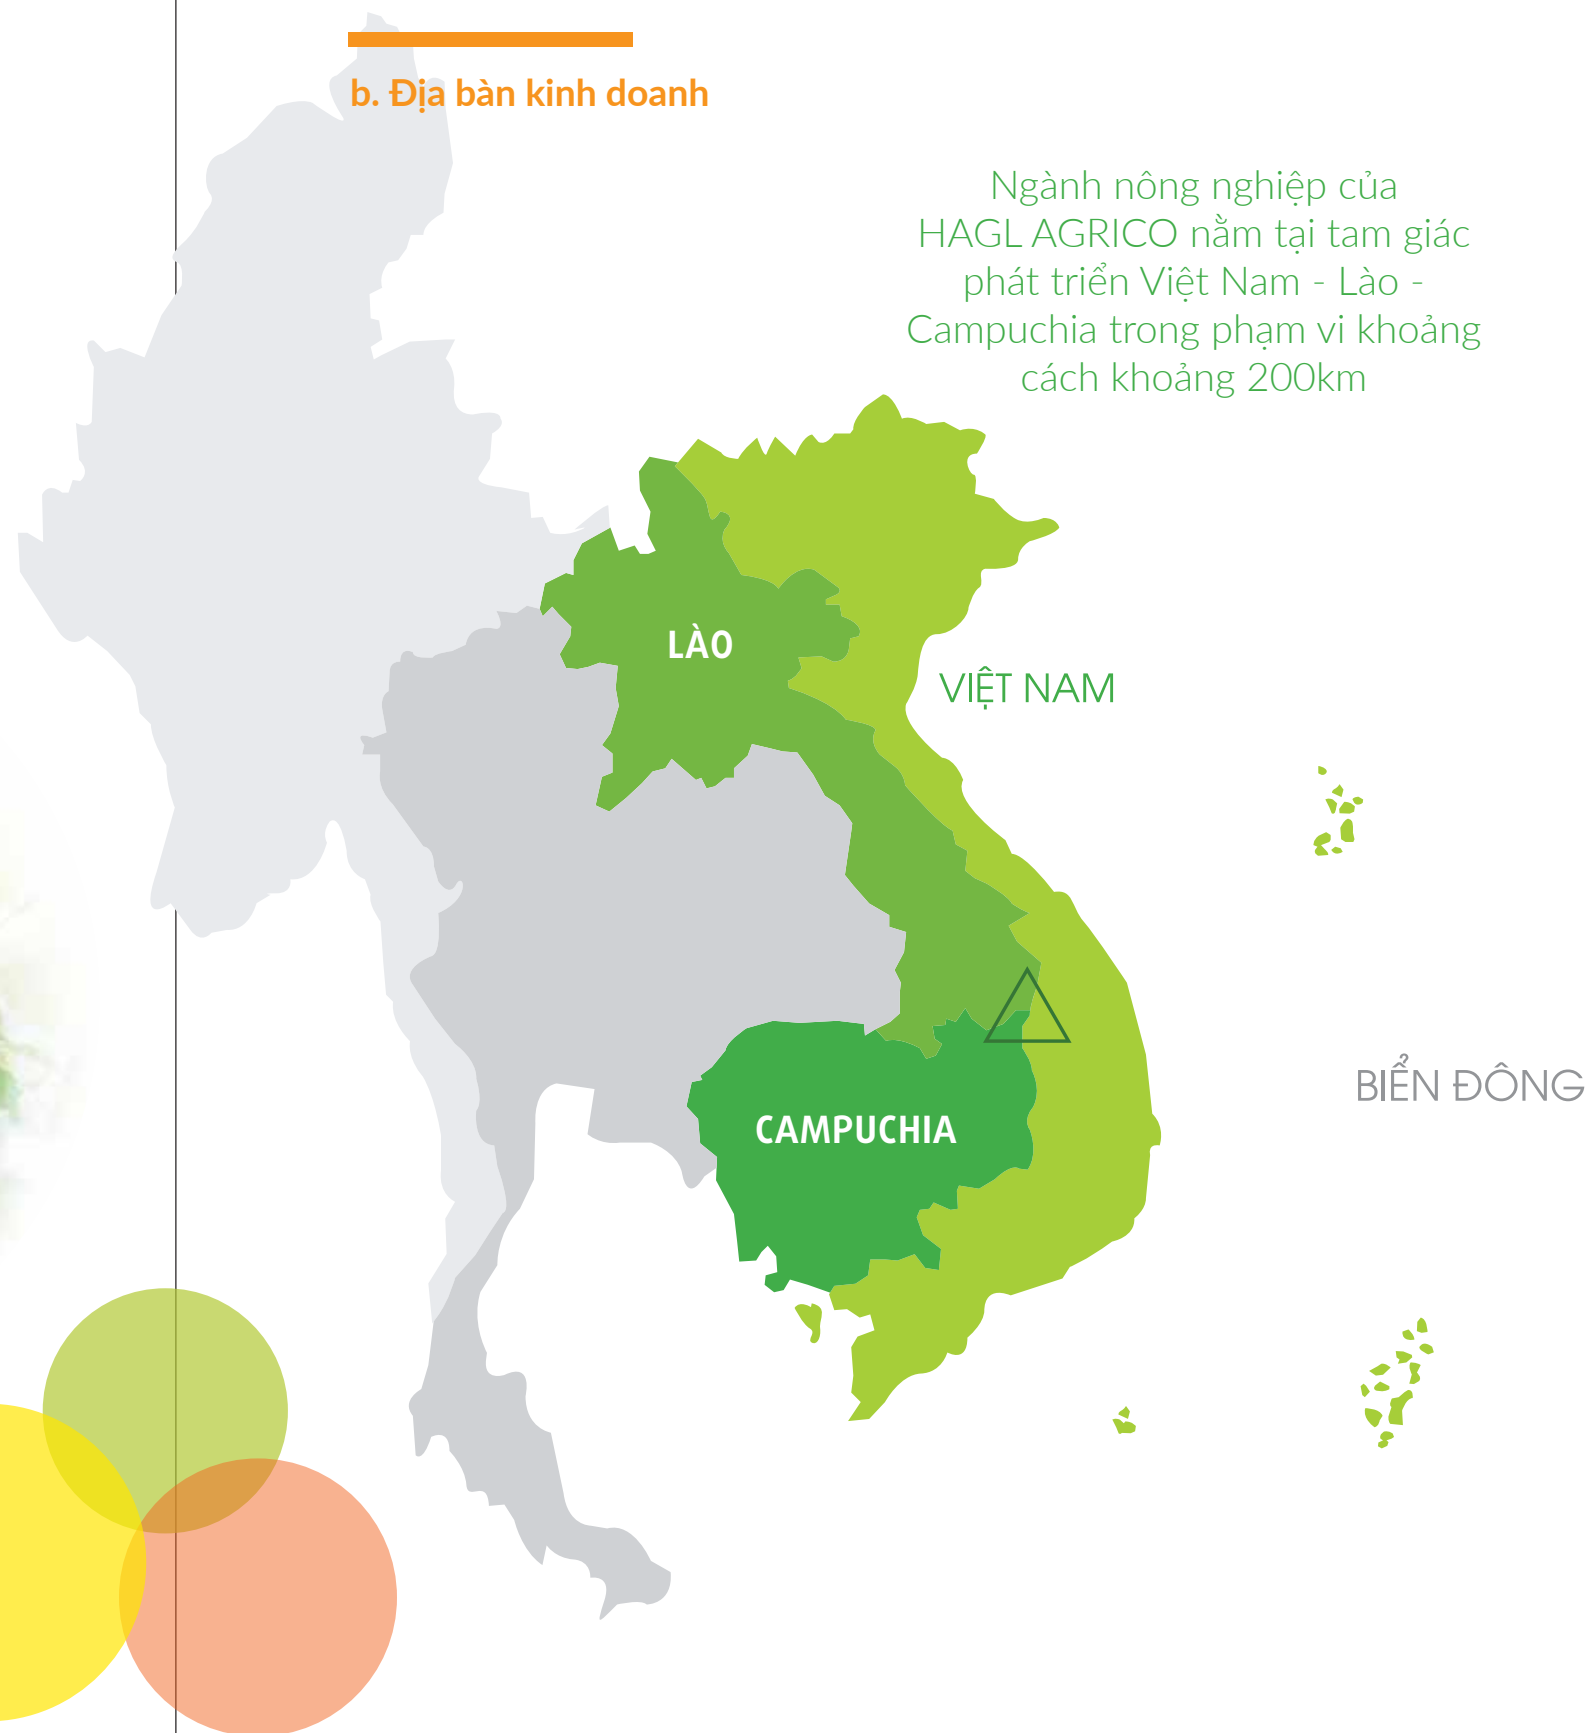 b. Địa bàn kinh doanh
Ngành nông nghiệp của
HAGL AGRICO nằm tại tam giác
phát triển Việt Nam - Lào -
Campuchia trong phạm vi khoảng
cách khoảng 200km
LÀO
VIỆT NAM
BIỂN ĐÔNG
CAMPUCHIA